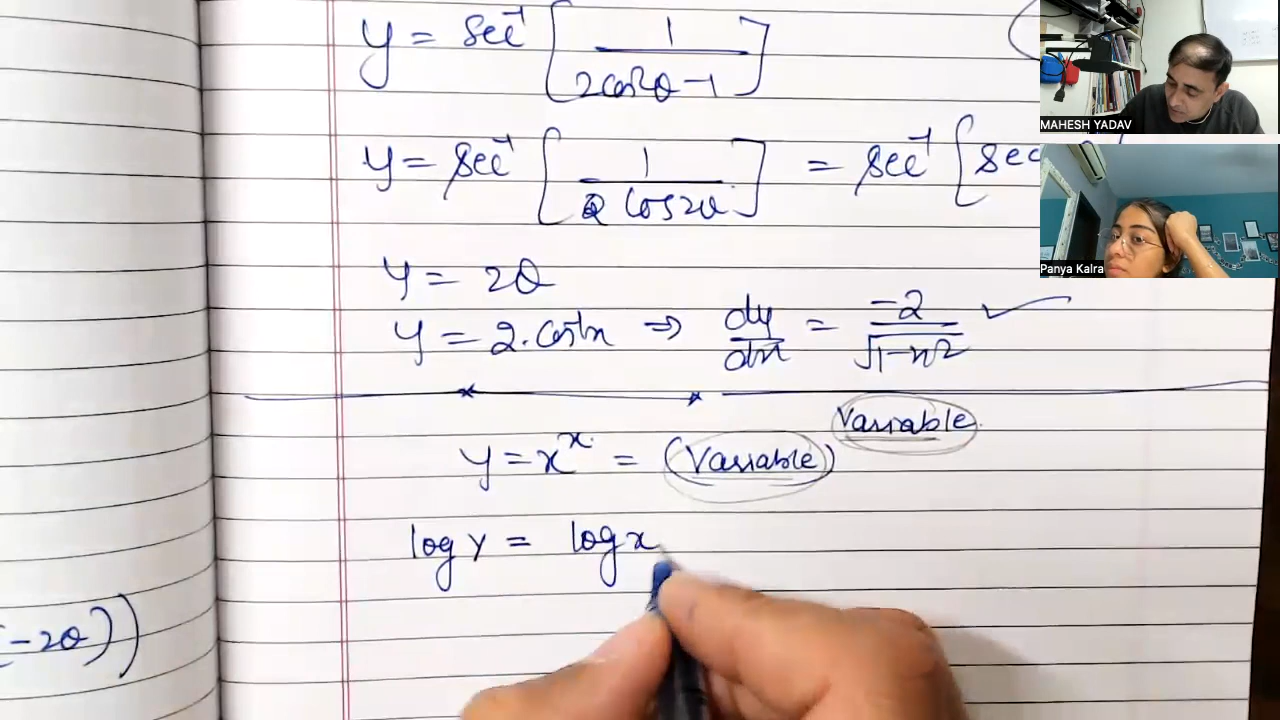 y = sec⁻¹ [ 1 / 2cos²θ-1 ]
y = sec⁻¹ [ 1 / 2 cos2θ ] = sec⁻¹ [ sec
y = 2θ
y = 2.cos⁻¹x ⇒ dy/dx = -2 / √1-x²
y = x^x = (Variable)^Variable
log y = log x
(-2θ))
MAHESH YADAV
Panya Kalra